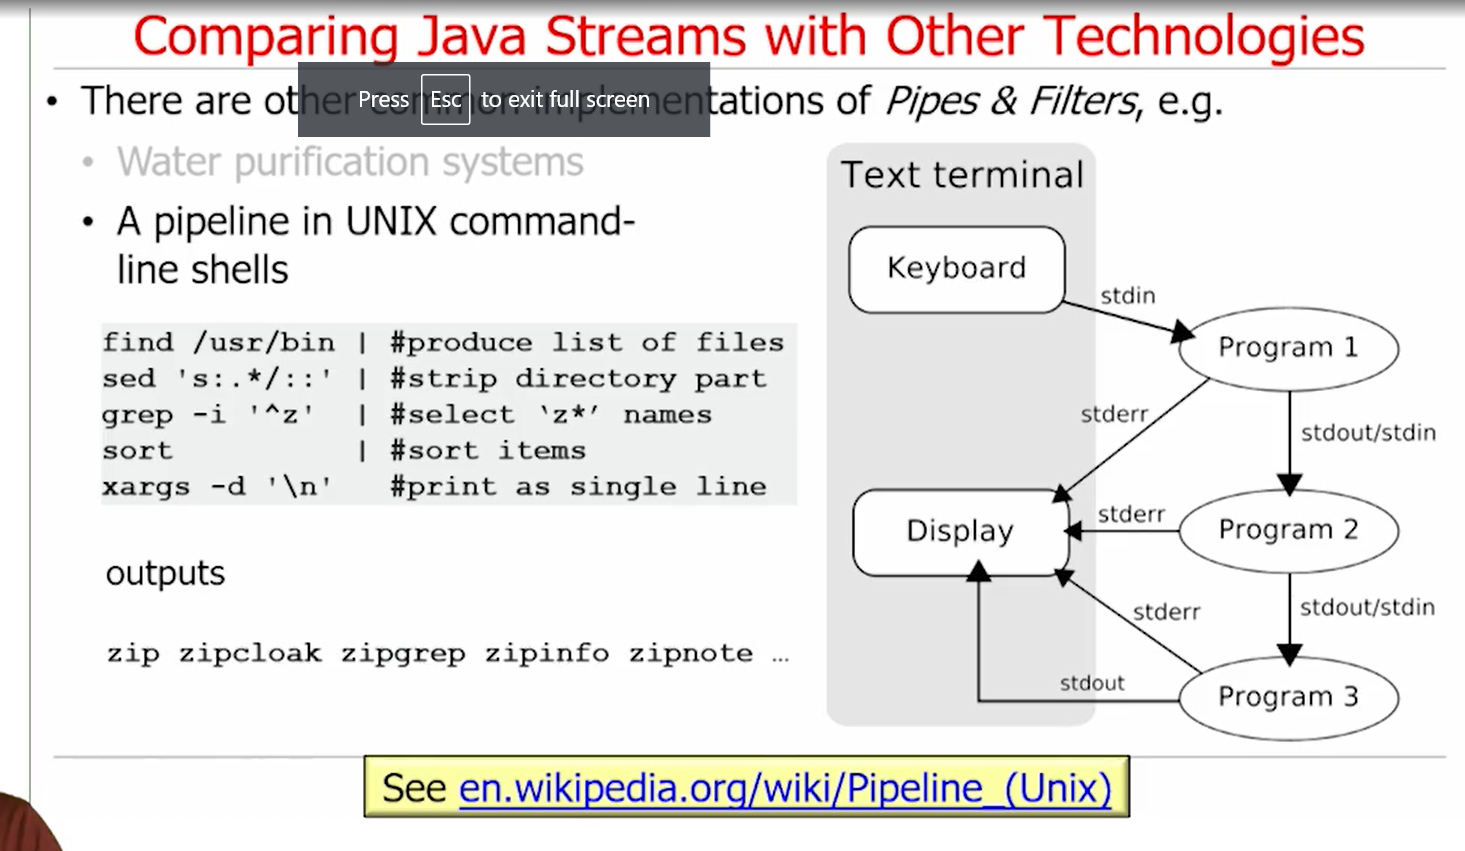 Comparing Java Streams with Other Technologies
• There are other common implementations of Pipes & Filters, e.g.
Press Esc to exit full screen
• Water purification systems
• A pipeline in UNIX command-
line shells
find /usr/bin | #produce list of files
sed 's:.*/::' | #strip directory part
grep -i '^z' | #select ‘z*’ names
sort | #sort items
xargs -d '\n' #print as single line
outputs
zip zipcloak zipgrep zipinfo zipnote ...
Text terminal
Keyboard
stdin
Program 1
stderr
stdout/stdin
Display
stderr
Program 2
stderr
stdout/stdin
stdout
Program 3
See en.wikipedia.org/wiki/Pipeline_(Unix)